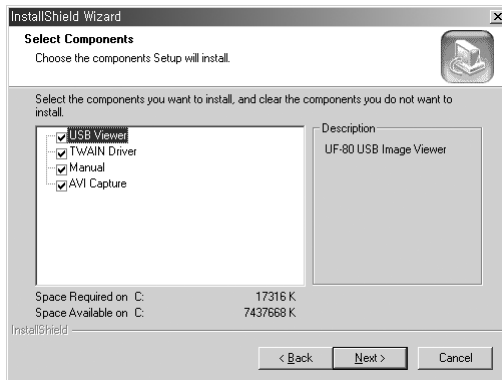 InstallShield Wizard
Select Components
Choose the components Setup will install.
Select the components you want to install, and clear the components you do not want to
install.
USB Viewer
TWAIN Driver
Manual
AVI Capture
Description
UF-80 USB Image Viewer
Space Required on C: 17316 K
Space Available on C: 7437668 K
InstallShield
< Back Next > Cancel